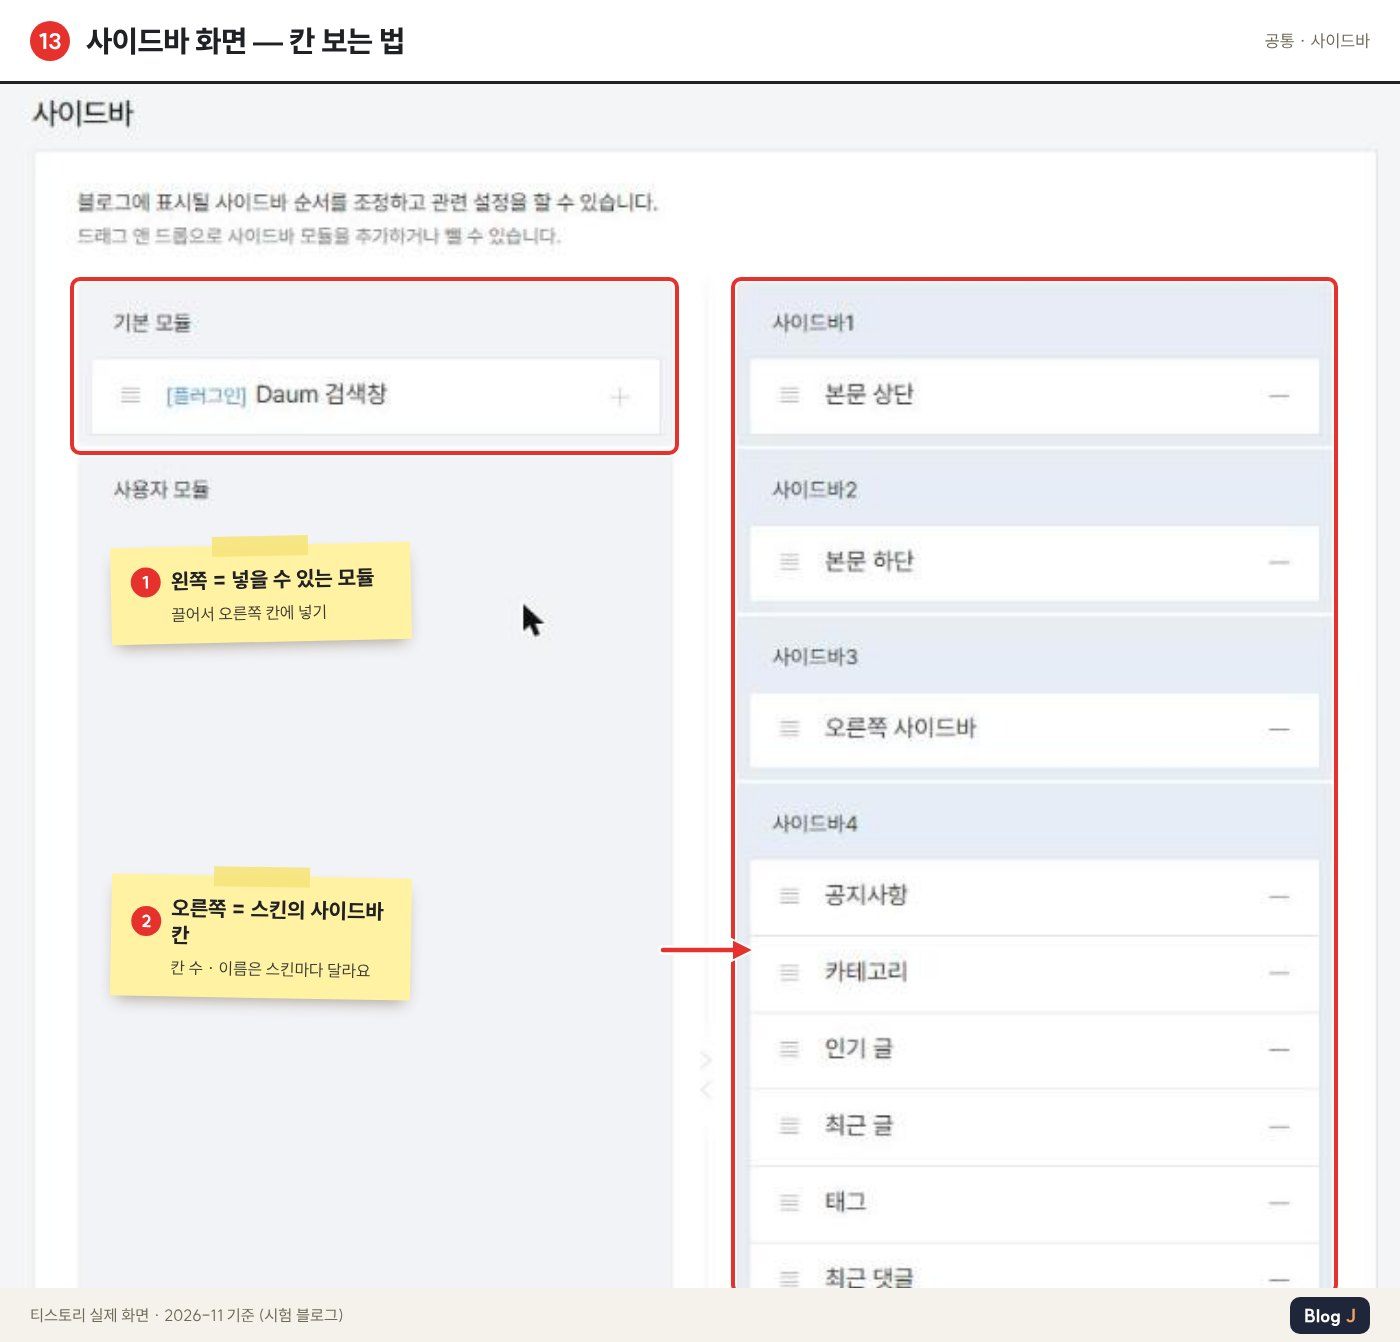 13 사이드바 화면 — 칸 보는 법
공통 · 사이드바
사이드바
블로그에 표시될 사이드바 순서를 조정하고 관련 설정을 할 수 있습니다.
드래그 앤 드롭으로 사이드바 모듈을 추가하거나 뺄 수 있습니다.
기본 모듈
[플러그인] Daum 검색창
사용자 모듈
1 왼쪽 = 넣을 수 있는 모듈
끌어서 오른쪽 칸에 넣기
2 오른쪽 = 스킨의 사이드바
칸
칸 수 · 이름은 스킨마다 달라요
사이드바1
본문 상단
사이드바2
본문 하단
사이드바3
오른쪽 사이드바
사이드바4
공지사항
카테고리
인기 글
최근 글
태그
최근 댓글
티스토리 실제 화면 · 2026-11 기준 (시험 블로그)
Blog J